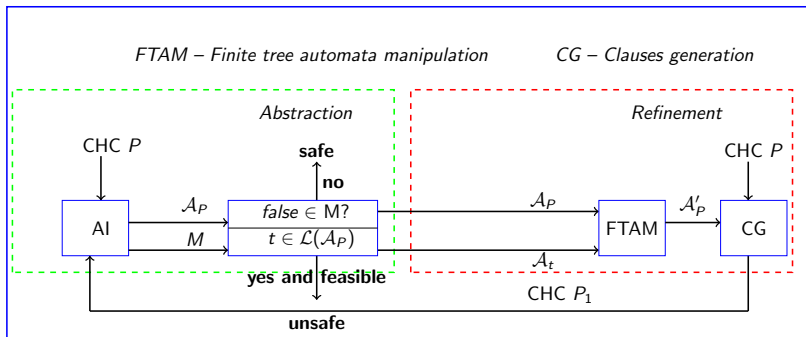 FTAM – Finite tree automata manipulation
CG – Clauses generation
Abstraction
Refinement
CHC P
safe
CHC P
no
AI
𝒜_P
M
false ∈ M?
t ∈ ℒ(𝒜_P)
𝒜_P
𝒜_t
FTAM
𝒜′_P
CG
yes and feasible
CHC P₁
unsafe